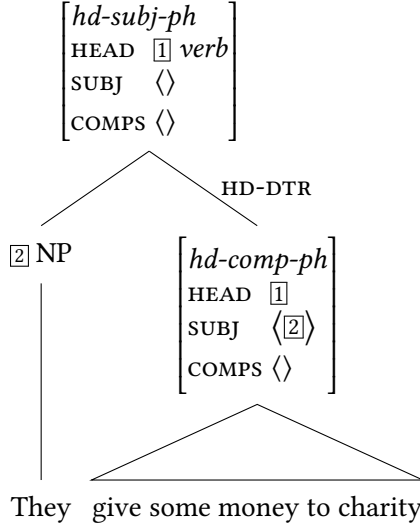 hd-subj-ph
HEAD 1 verb
SUBJ ⟨⟩
COMPS ⟨⟩
HD-DTR
2 NP
hd-comp-ph
HEAD 1
SUBJ ⟨2⟩
COMPS ⟨⟩
They give some money to charity